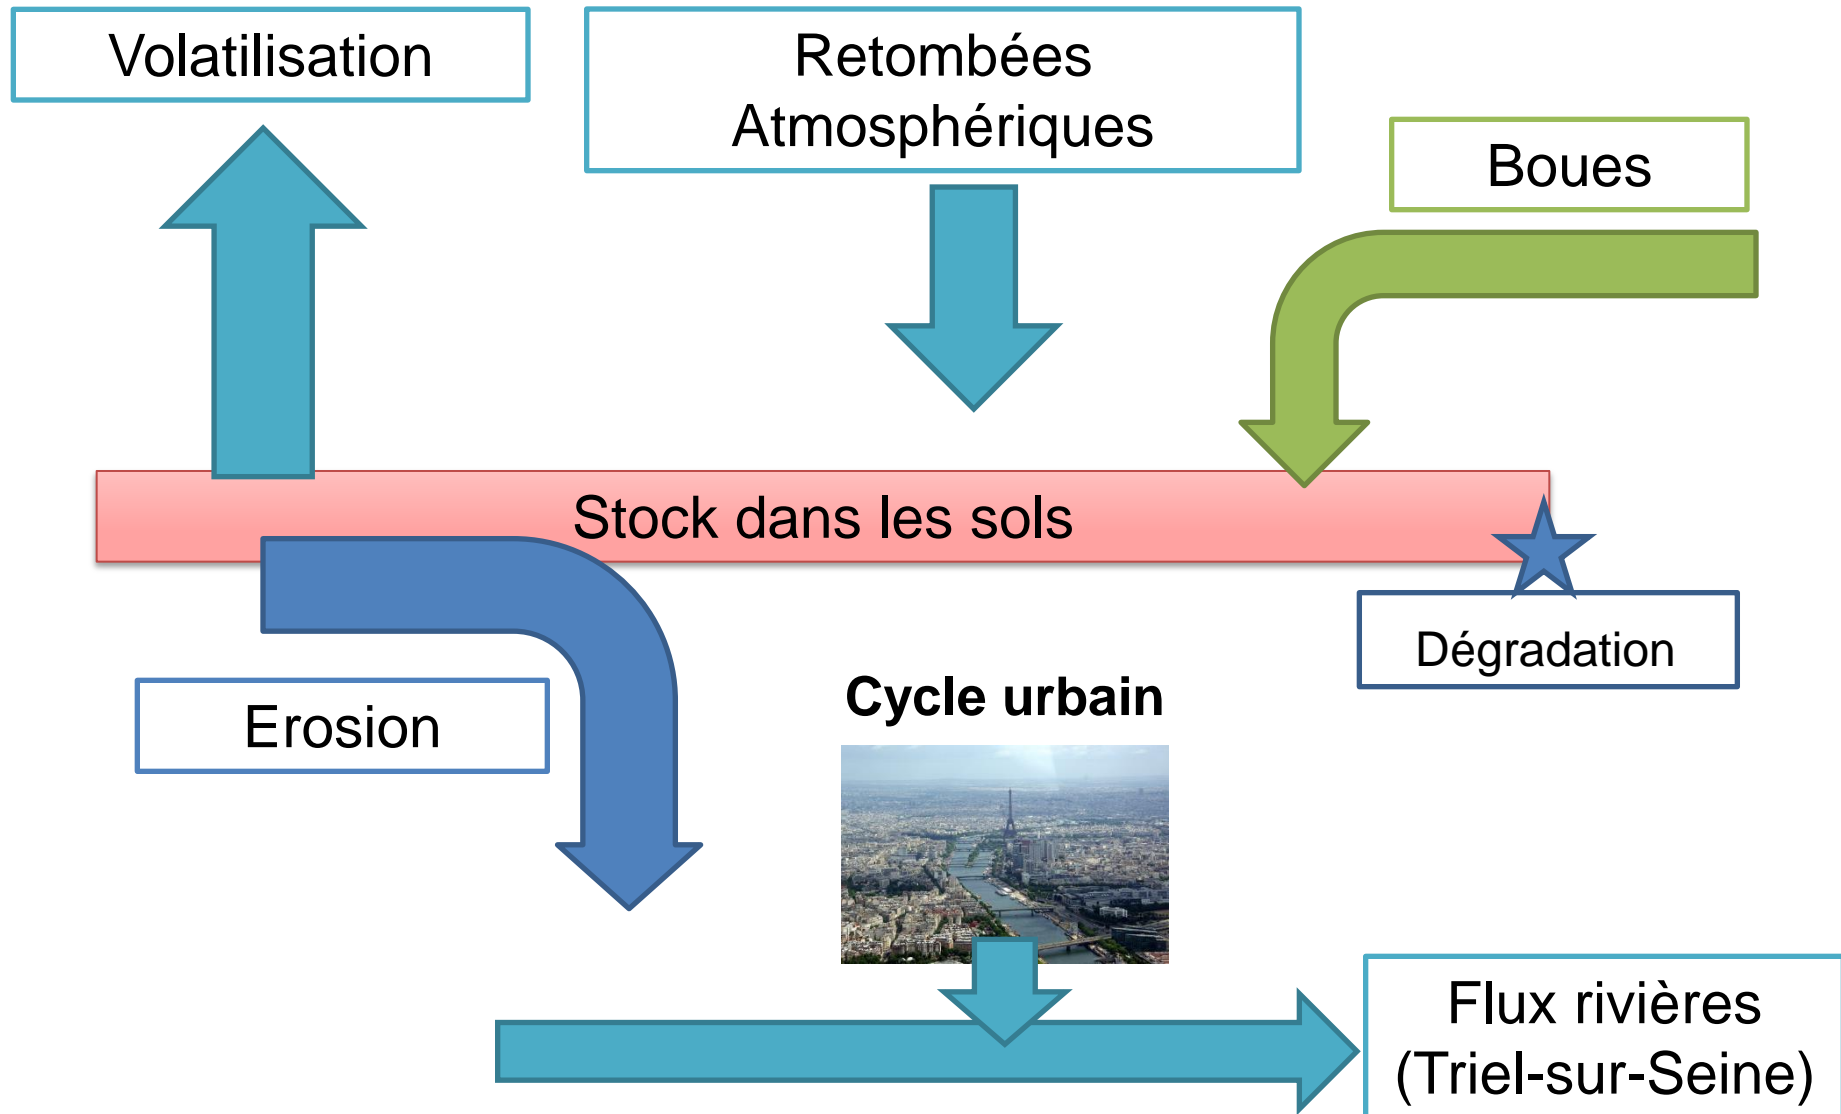 Volatilisation
Retombées
Atmosphériques
Boues
Stock dans les sols
Dégradation
Erosion
Cycle urbain
Flux rivières
(Triel-sur-Seine)